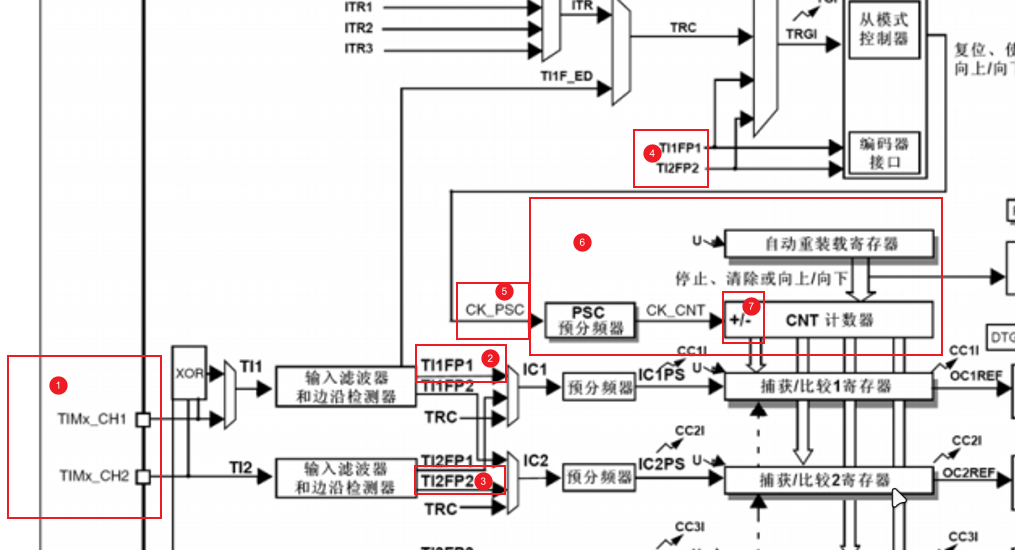 ITR1
ITR
ITR2
TRC
TRGI
从模式
控制器
ITR3
复位、
向上/向下
TI1F_ED
4
TI1FP1
TI2FP2
编码器
接口
6
U
自动重装载寄存器
停止、清除或向上/向下
5
CK_PSC
PSC
预分频器
CK_CNT
7
+/-
CNT 计数器
DTG
1
XOR
TI1
输入滤波器
和边沿检测器
TI1FP1
2
TI1FP2
TRC
IC1
预分频器
CC1I
IC1PS
U
捕获/比较1寄存器
CC1I
OC1REF
TIMx_CH1
TIMx_CH2
TI2
输入滤波器
和边沿检测器
TI2FP1
TI2FP2
3
TRC
IC2
预分频器
CC2I
IC2PS
U
捕获/比较2寄存器
CC2I
OC2REF
CC3I
CC3I